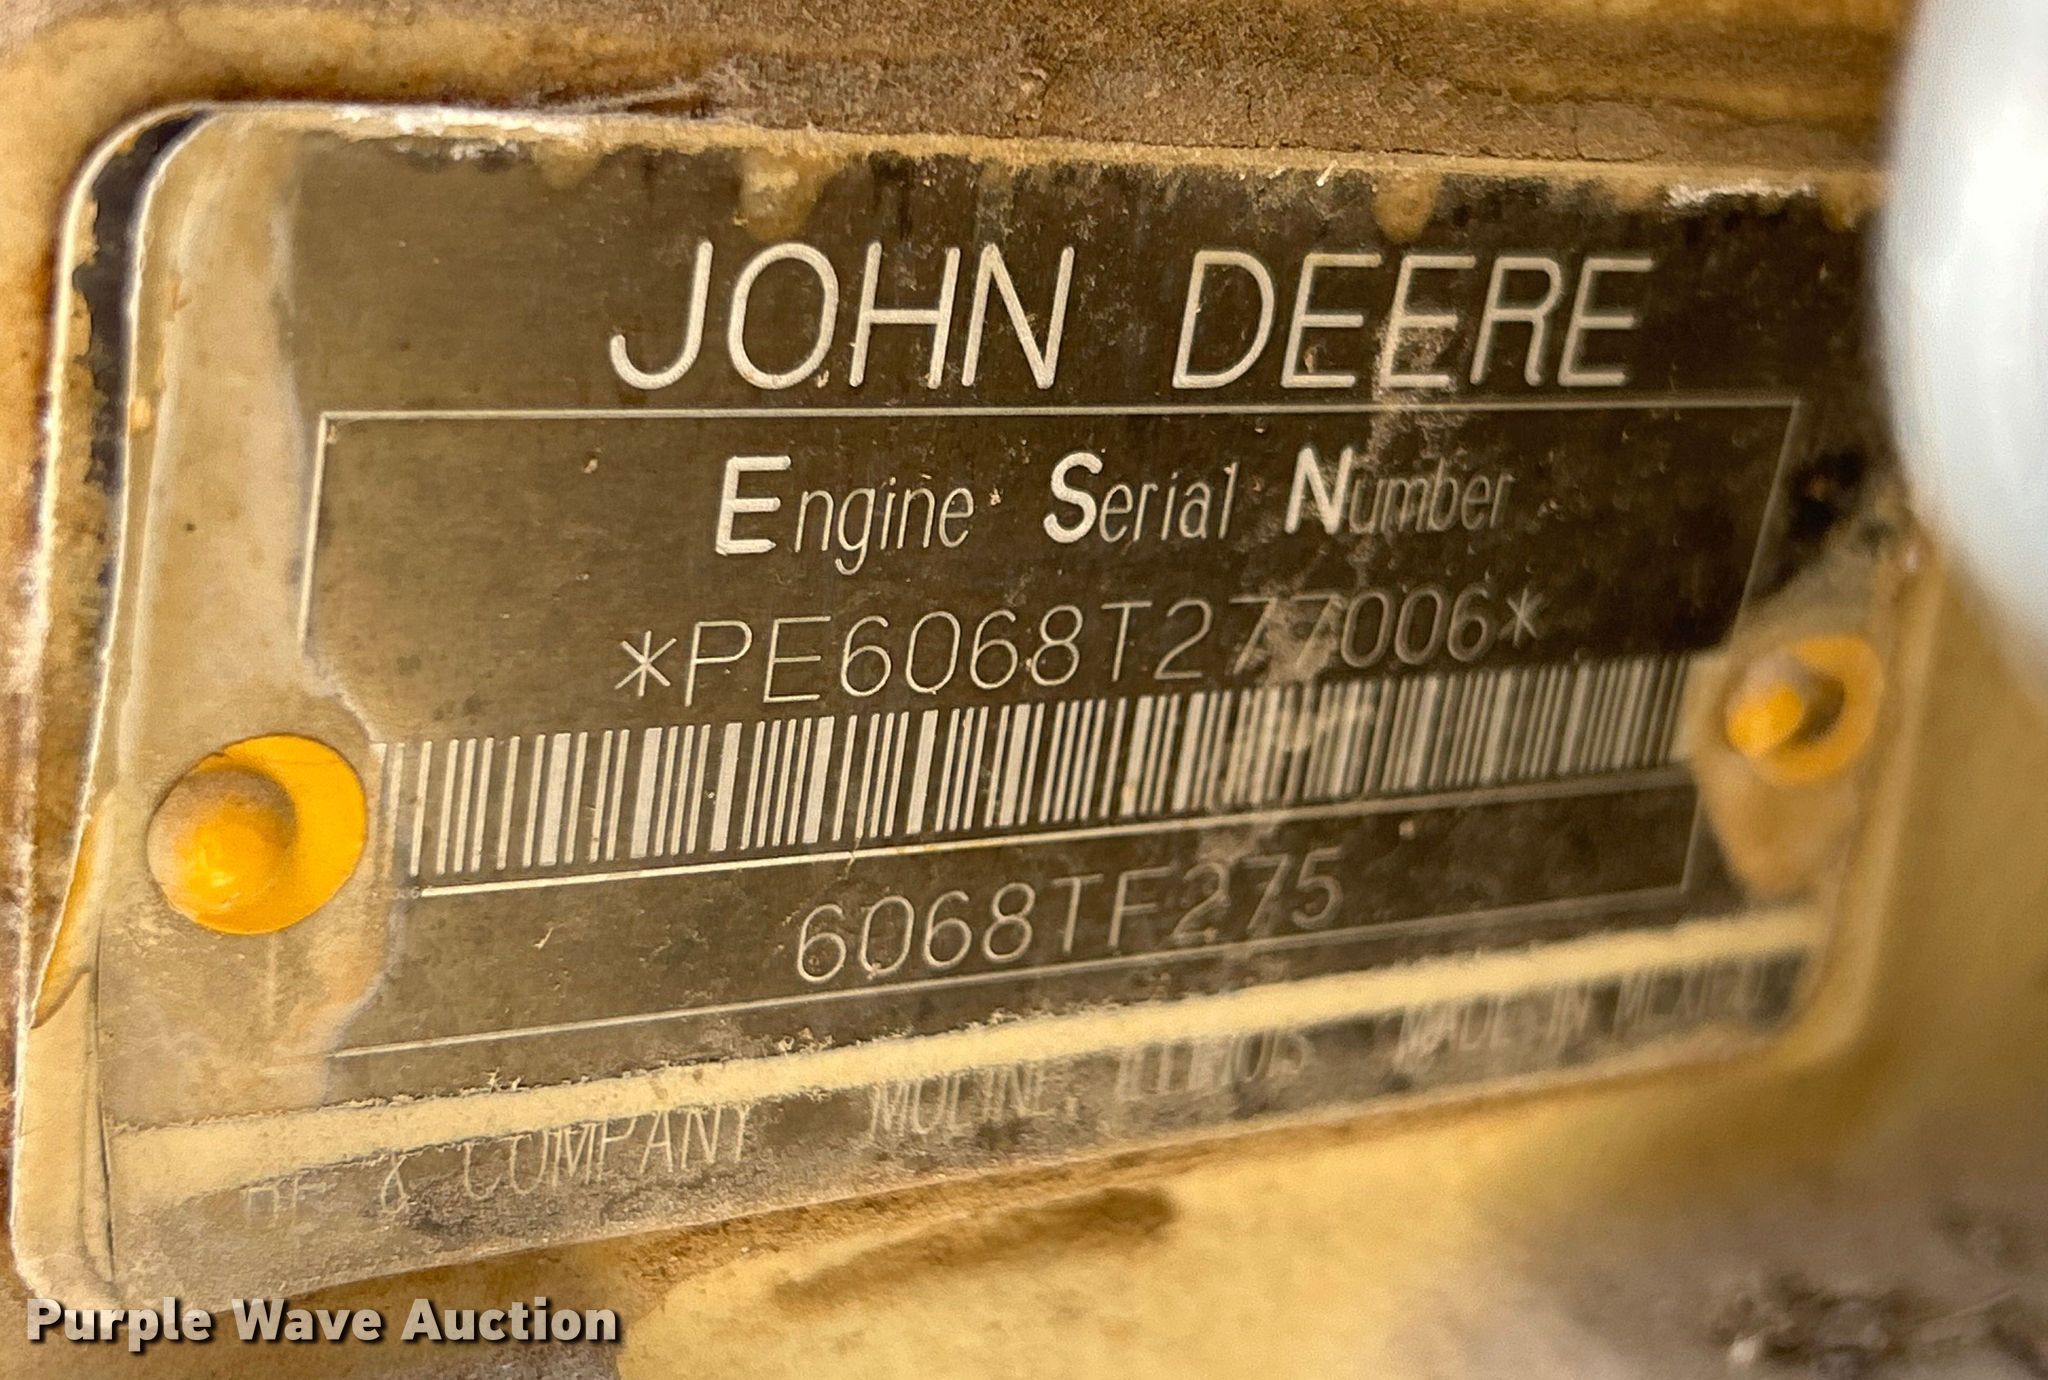 JOHN DEERE
Engine Serial Number
*PE6068T277006*
6068TF275
& COMPANY MOLINE, ILLINOIS MADE IN MEXICO
Purple Wave Auction